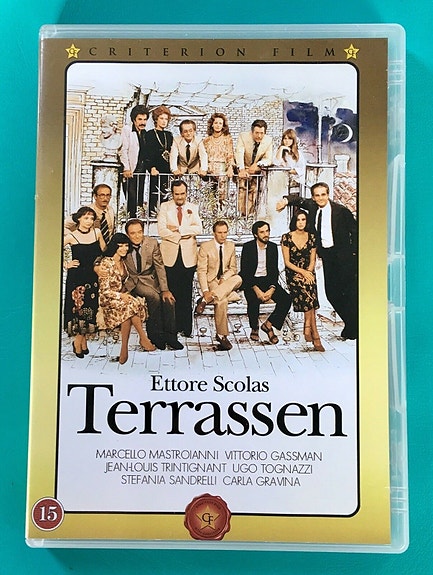 CRITERION FILM
Ettore Scolas
Terrassen
MARCELLO MASTROIANNI VITTORIO GASSMAN
JEAN-LOUIS TRINTIGNANT UGO TOGNAZZI
STEFANIA SANDRELLI CARLA GRAVINA
15
CF